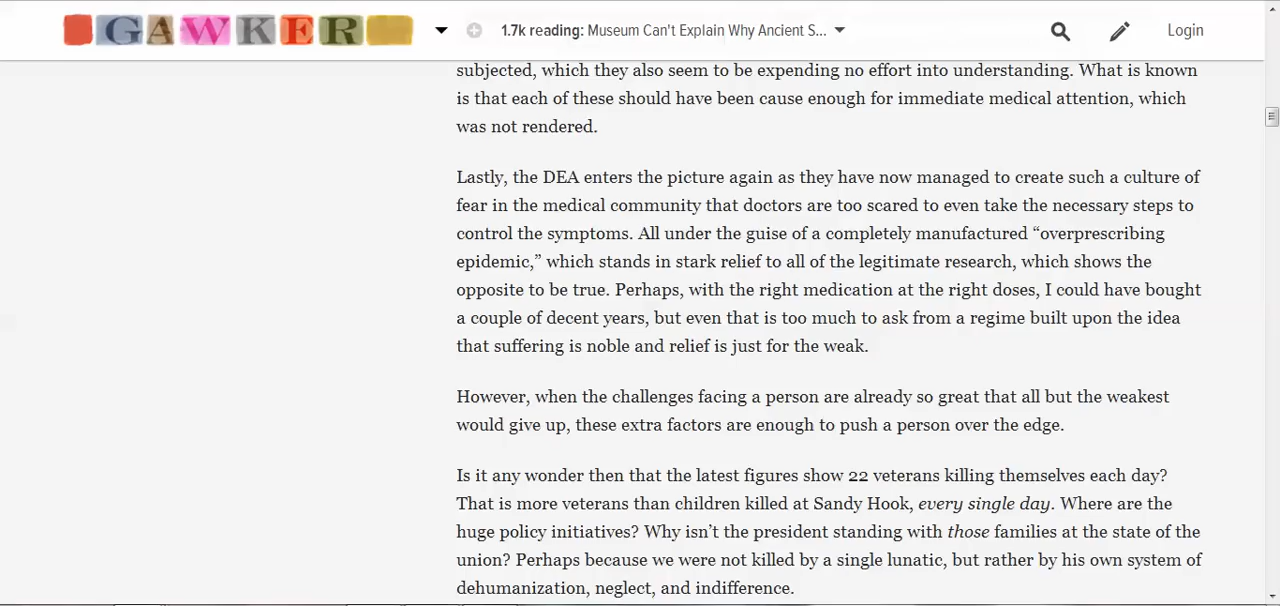 GAWKER
1.7k reading: Museum Can't Explain Why Ancient S...
Login
subjected, which they also seem to be expending no effort into understanding. What is known
is that each of these should have been cause enough for immediate medical attention, which
was not rendered.
Lastly, the DEA enters the picture again as they have now managed to create such a culture of
fear in the medical community that doctors are too scared to even take the necessary steps to
control the symptoms. All under the guise of a completely manufactured “overprescribing
epidemic,” which stands in stark relief to all of the legitimate research, which shows the
opposite to be true. Perhaps, with the right medication at the right doses, I could have bought
a couple of decent years, but even that is too much to ask from a regime built upon the idea
that suffering is noble and relief is just for the weak.
However, when the challenges facing a person are already so great that all but the weakest
would give up, these extra factors are enough to push a person over the edge.
Is it any wonder then that the latest figures show 22 veterans killing themselves each day?
That is more veterans than children killed at Sandy Hook, every single day. Where are the
huge policy initiatives? Why isn’t the president standing with those families at the state of the
union? Perhaps because we were not killed by a single lunatic, but rather by his own system of
dehumanization, neglect, and indifference.